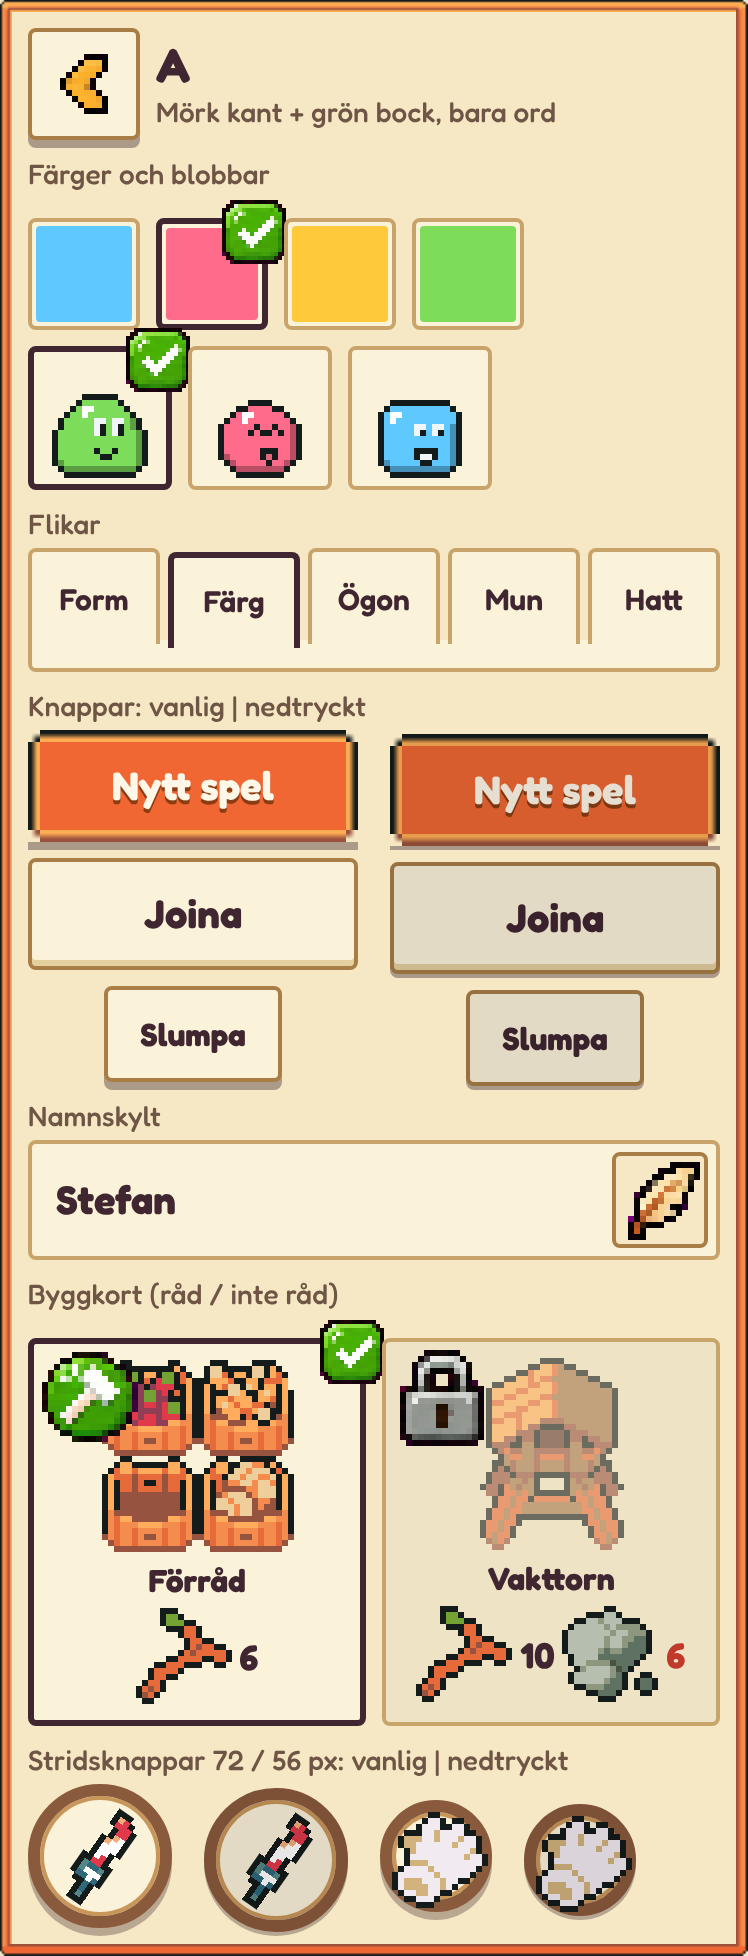 A
Mörk kant + grön bock, bara ord
Färger och blobbar
Flikar
Form Färg Ögon Mun Hatt
Knappar: vanlig | nedtryckt
Nytt spel Nytt spel
Joina Joina
Slumpa Slumpa
Namnskylt
Stefan
Byggkort (råd / inte råd)
Förråd Vakttorn
6 10 6
Stridsknappar 72 / 56 px: vanlig | nedtryckt